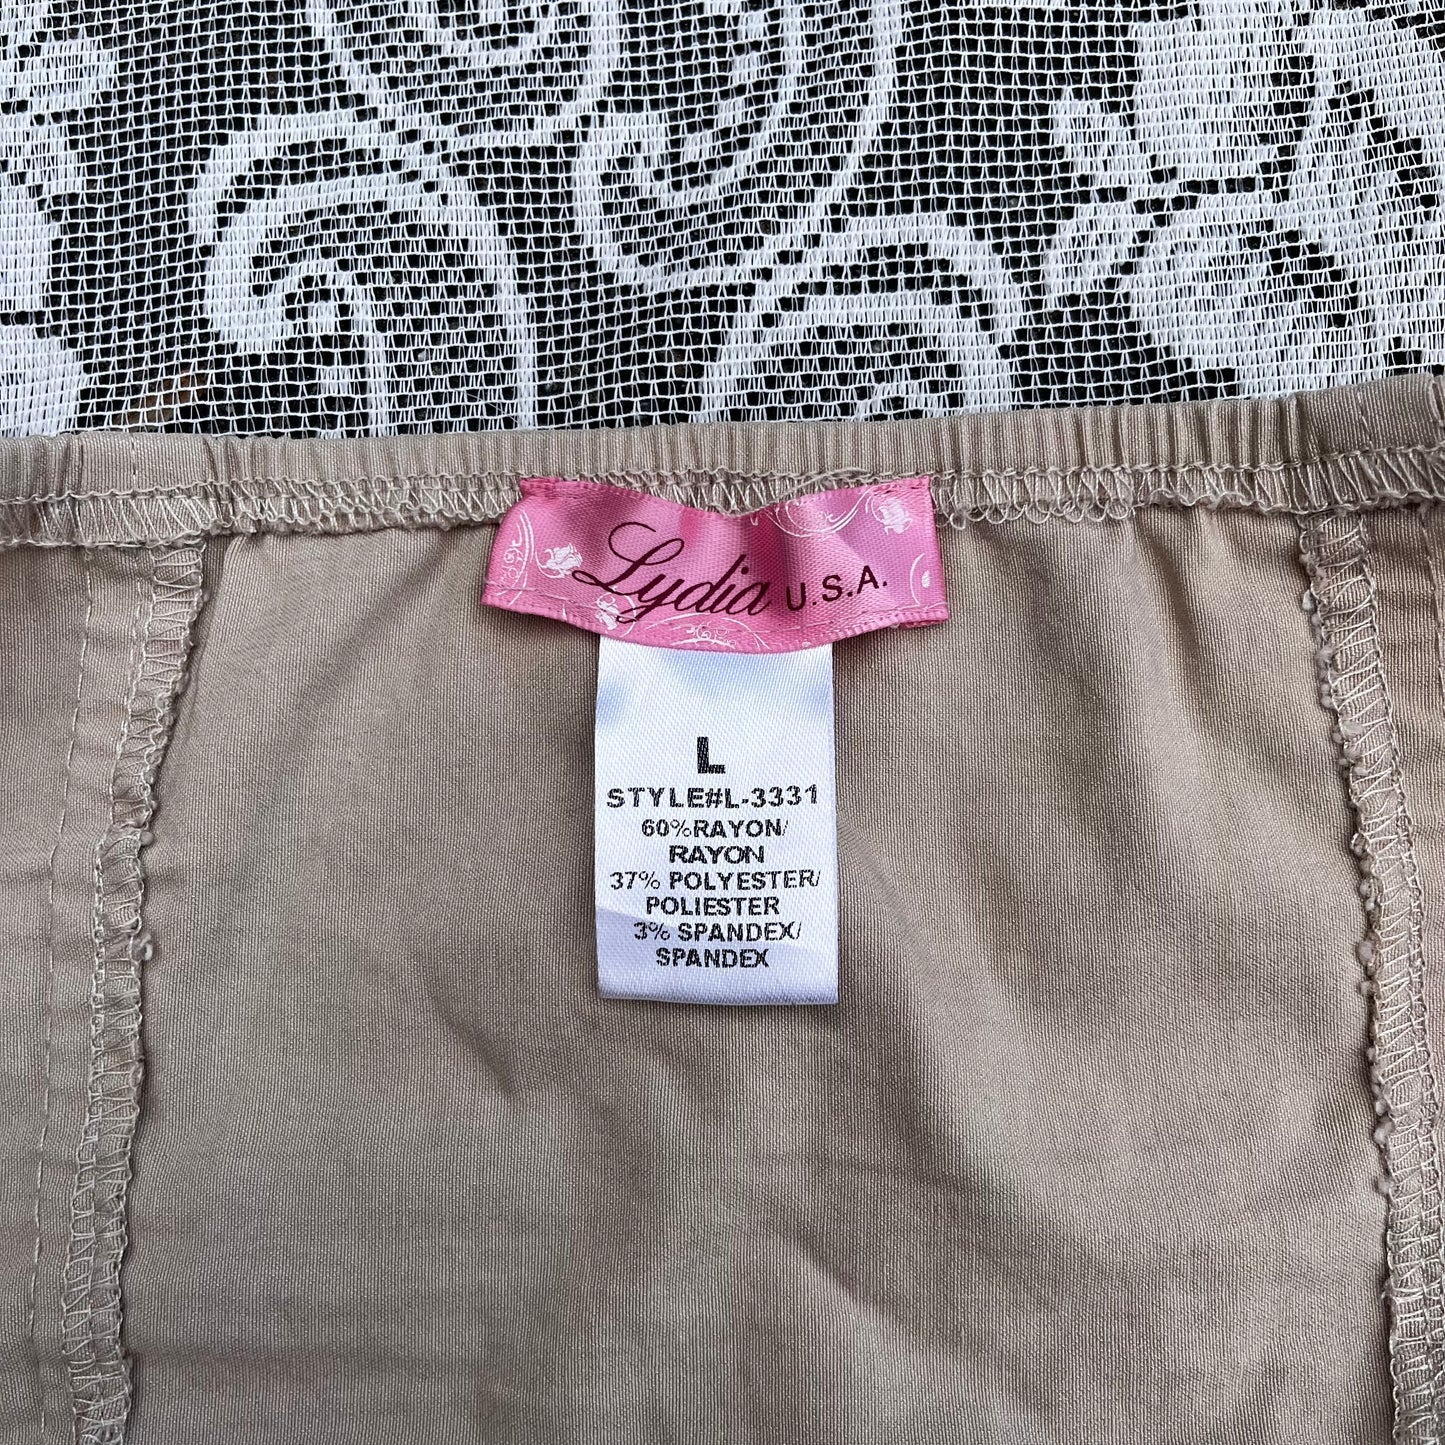 Lydia U.S.A.
L
STYLE#L-3331
60%RAYON/
RAYON
37% POLYESTER/
POLIESTER
3% SPANDEX/
SPANDEX